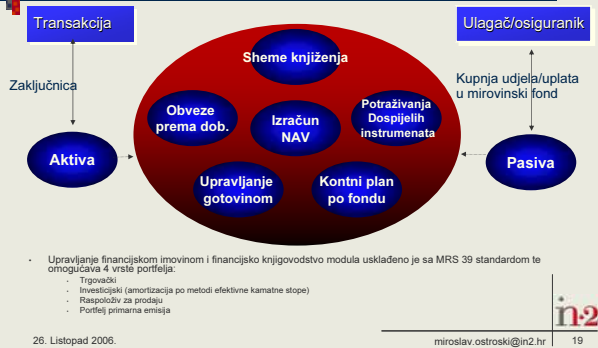 Transakcija
Ulagač/osiguranik
Sheme knjiženja
Zaključnica
Kupnja udjela/uplata
u mirovinski fond
Obveze
prema dob.
Izračun
NAV
Potraživanja
Dospijelih
instrumenata
Aktiva
Pasiva
Upravljanje
gotovinom
Kontni plan
po fondu
• Upravljanje financijskom imovinom i financijsko knjigovodstvo modula usklađeno je sa MRS 39 standardom te
omogućava 4 vrste portfelja:
• Trgovački
• Investicijski (amortizacija po metodi efektivne kamatne stope)
• Raspoloživ za prodaju
• Portfelj primarna emisija
in2
26. Listopad 2006.
miroslav.ostroski@in2.hr
19